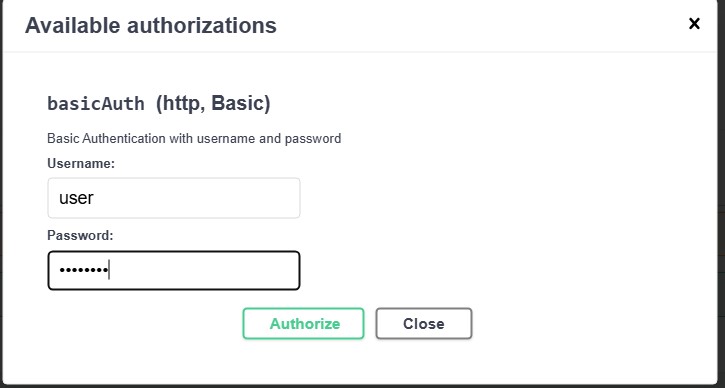 Available authorizations
×
basicAuth (http, Basic)
Basic Authentication with username and password
Username:
user
Password:
••••••••
Authorize Close